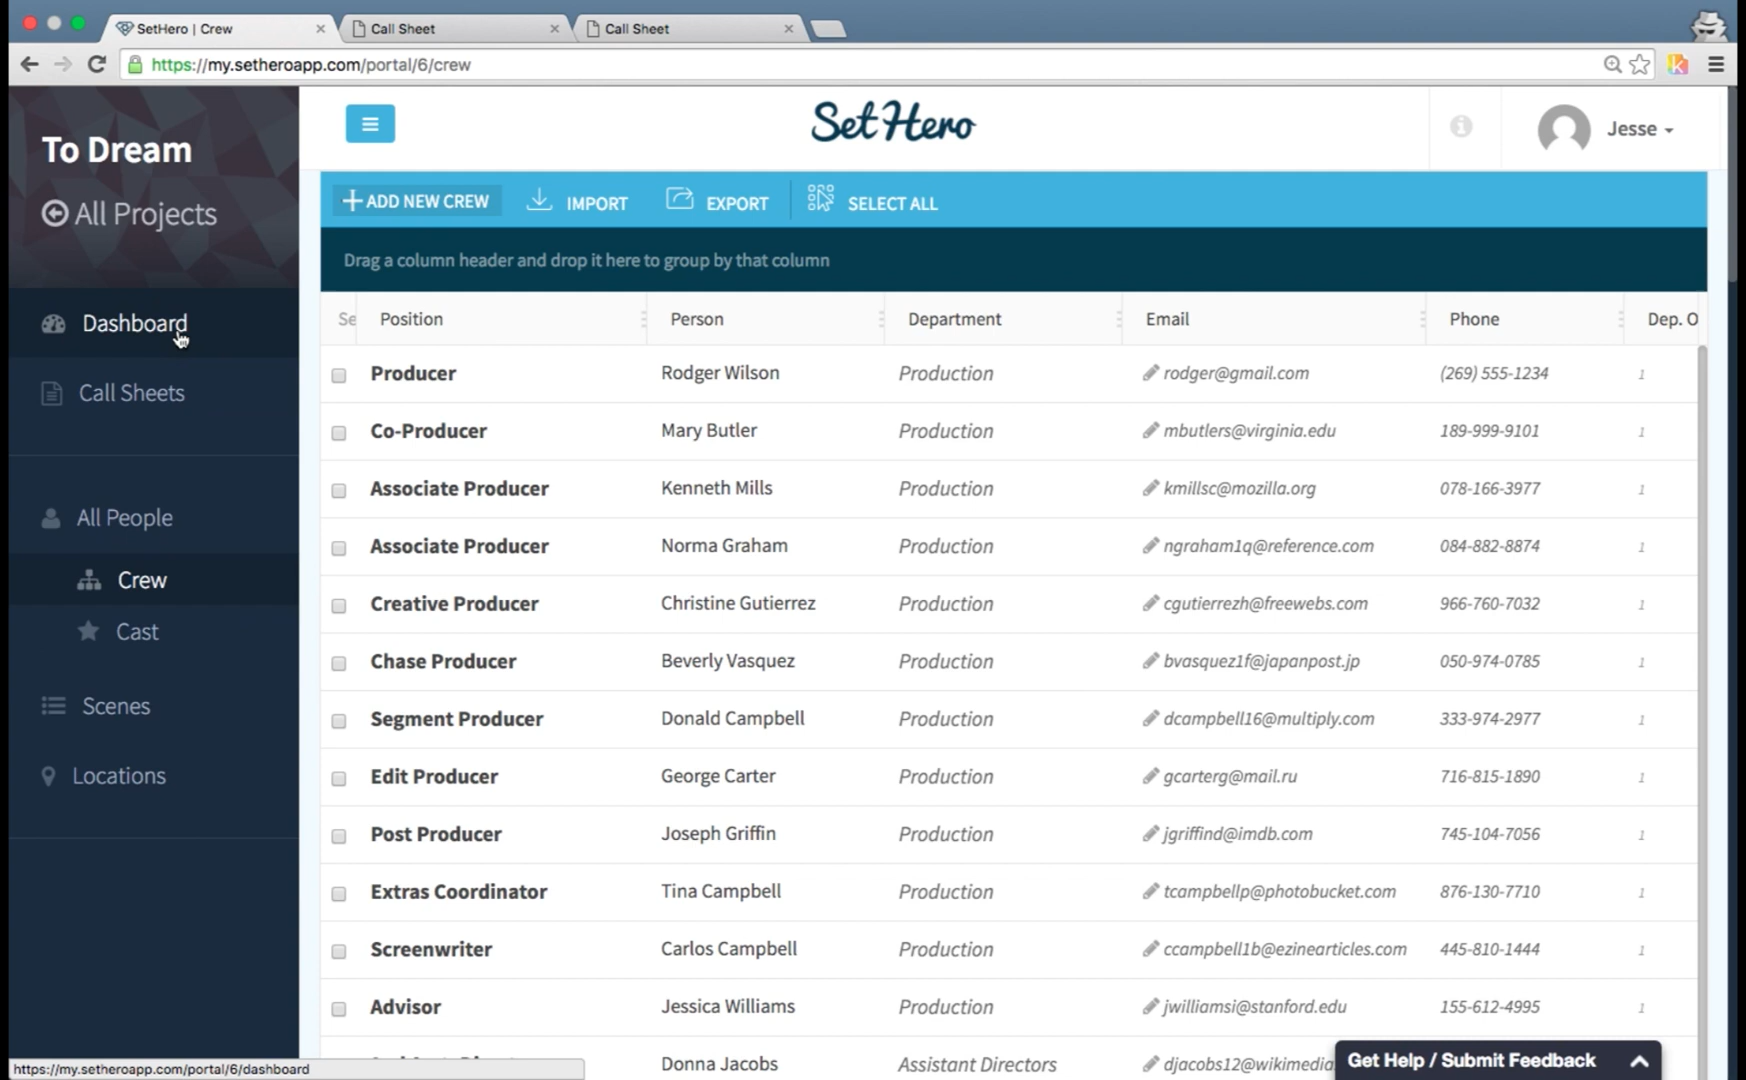 SetHero | Crew
Call Sheet
Call Sheet
https://my.setheroapp.com/portal/6/crew
To Dream
All Projects
SetHero
Jesse
ADD NEW CREW
IMPORT
EXPORT
SELECT ALL
Drag a column header and drop it here to group by that column
Dashboard
Call Sheets
All People
Crew
Cast
Scenes
Locations
Se Position Person Department Email Phone Dep. O
Producer Rodger Wilson Production rodger@gmail.com (269) 555-1234 1
Co-Producer Mary Butler Production mbutlers@virginia.edu 189-999-9101 1
Associate Producer Kenneth Mills Production kmillsc@mozilla.org 078-166-3977 1
Associate Producer Norma Graham Production ngraham1q@reference.com 084-882-8874 1
Creative Producer Christine Gutierrez Production cgutierrezh@freewebs.com 966-760-7032 1
Chase Producer Beverly Vasquez Production bvasquez1f@japanpost.jp 050-974-0785 1
Segment Producer Donald Campbell Production dcampbell16@multiply.com 333-974-2977 1
Edit Producer George Carter Production gcarterg@mail.ru 716-815-1890 1
Post Producer Joseph Griffin Production jgriffind@imdb.com 745-104-7056 1
Extras Coordinator Tina Campbell Production tcampbellp@photobucket.com 876-130-7710 1
Screenwriter Carlos Campbell Production ccampbell1b@ezinearticles.com 445-810-1444 1
Advisor Jessica Williams Production jwilliamsi@stanford.edu 155-612-4995 1
Donna Jacobs Assistant Directors djacobs12@wikimedia.
Get Help / Submit Feedback
https://my.setheroapp.com/portal/6/dashboard